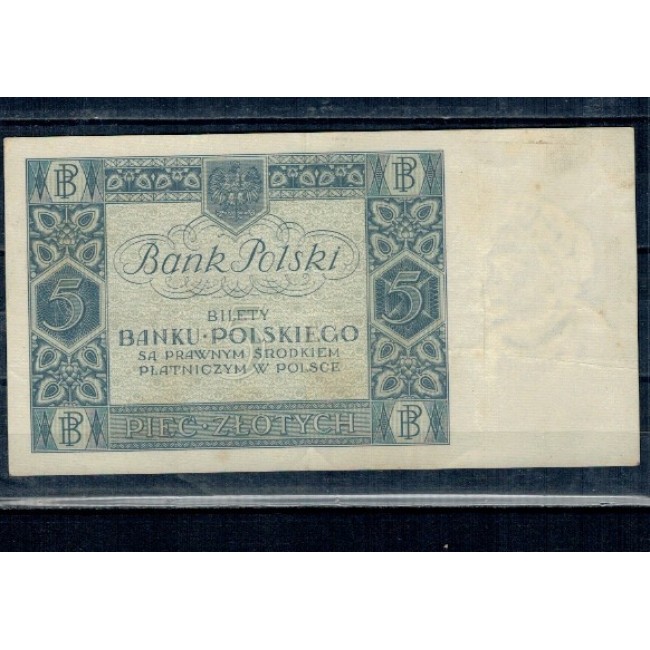 BP BP
Bank Polski
5 5
BILETY
BANKU·POLSKIEGO
SĄ PRAWNYM ŚRODKIEM
PŁATNICZYM W POLSCE
BP PIĘĆ·ZŁOTYCH BP